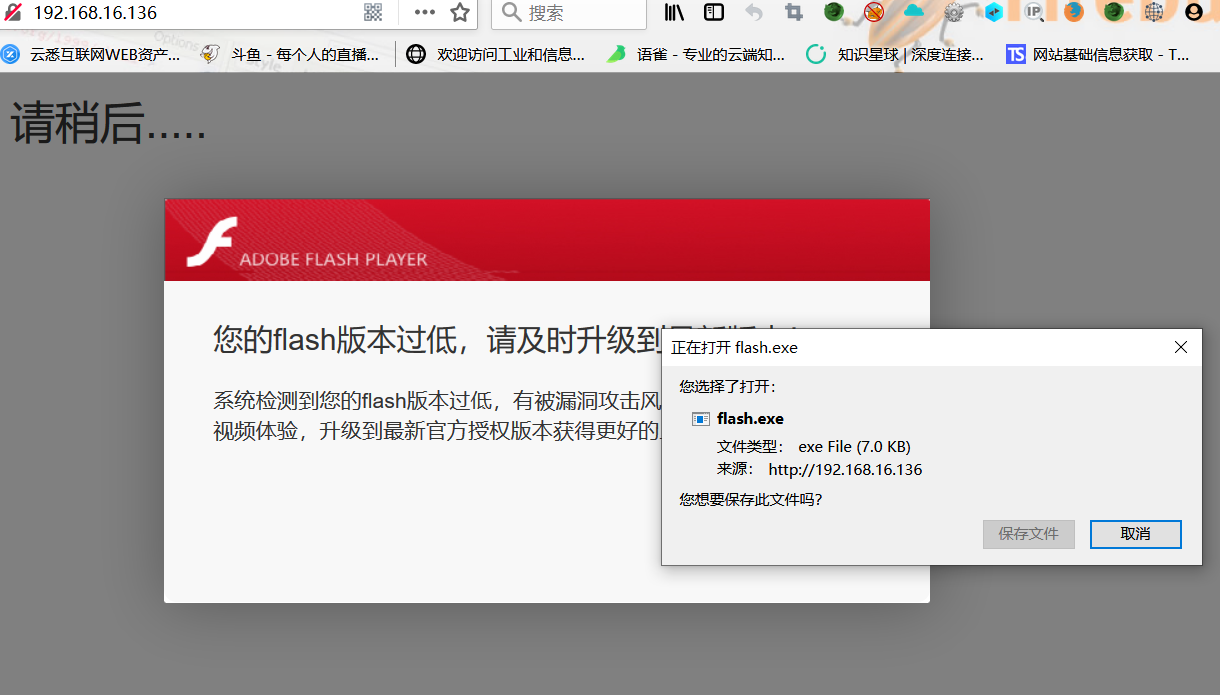 192.168.16.136
搜索
云悉互联网WEB资产...
斗鱼 - 每个人的直播...
欢迎访问工业和信息...
语雀 - 专业的云端知...
知识星球 | 深度连接...
TS
网站基础信息获取 - T...
请稍后.....
ADOBE FLASH PLAYER
您的flash版本过低，请及时升级到
系统检测到您的flash版本过低，有被漏洞攻击风
视频体验，升级到最新官方授权版本获得更好的
正在打开 flash.exe
您选择了打开:
flash.exe
文件类型: exe File (7.0 KB)
来源: http://192.168.16.136
您想要保存此文件吗?
保存文件
取消